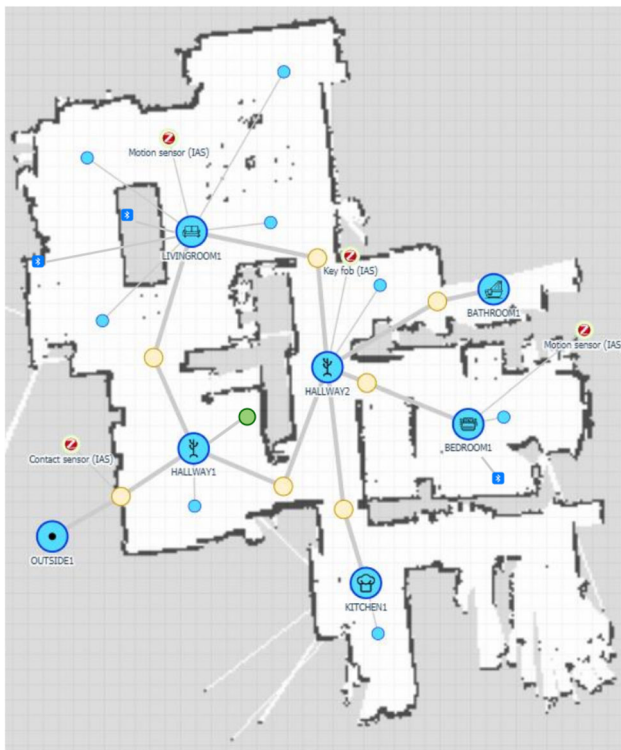 Motion sensor (IAS)
LIVINGROOM1
Key fob (IAS)
BATHROOM1
Motion sensor (IAS
HALLWAY2
BEDROOM1
HALLWAY1
Contact sensor (IAS)
OUTSIDE1
KITCHEN1